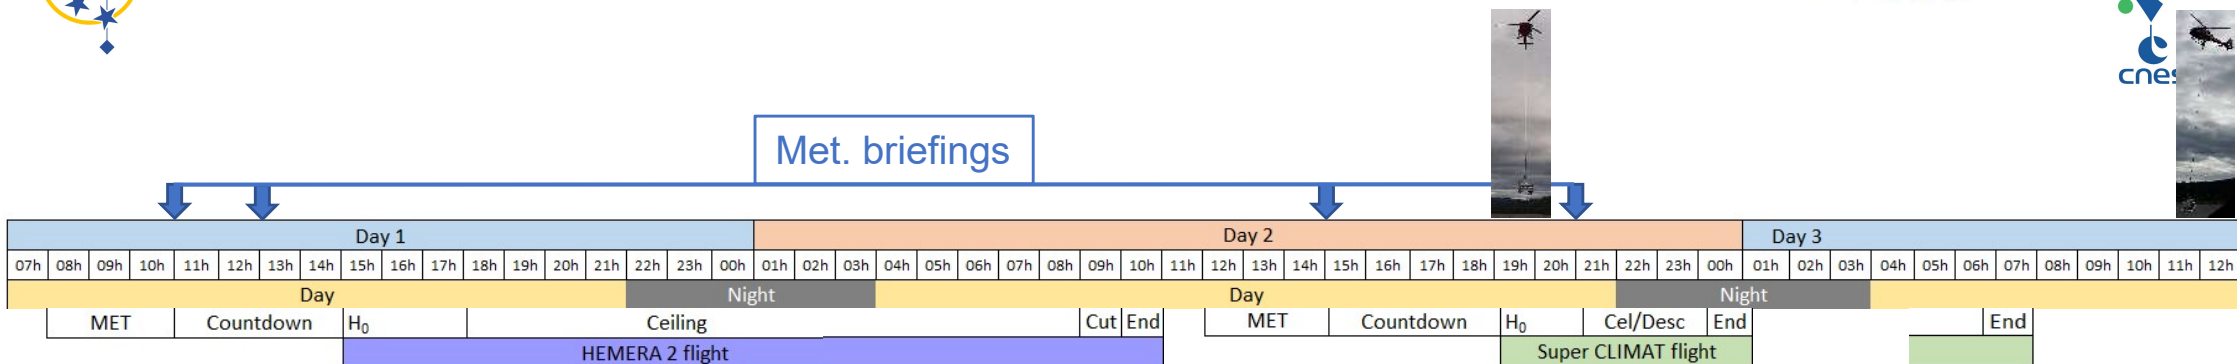 cnes
Met. briefings
Day 1 Day 2 Day 3
07h 08h 09h 10h 11h 12h 13h 14h 15h 16h 17h 18h 19h 20h 21h 22h 23h 00h 01h 02h 03h 04h 05h 06h 07h 08h 09h 10h 11h 12h 13h 14h 15h 16h 17h 18h 19h 20h 21h 22h 23h 00h 01h 02h 03h 04h 05h 06h 07h 08h 09h 10h 11h 12h
Day Night Day Night
MET Countdown H₀ Ceiling Cut End MET Countdown H₀ Cel/Desc End End
HEMERA 2 flight Super CLIMAT flight